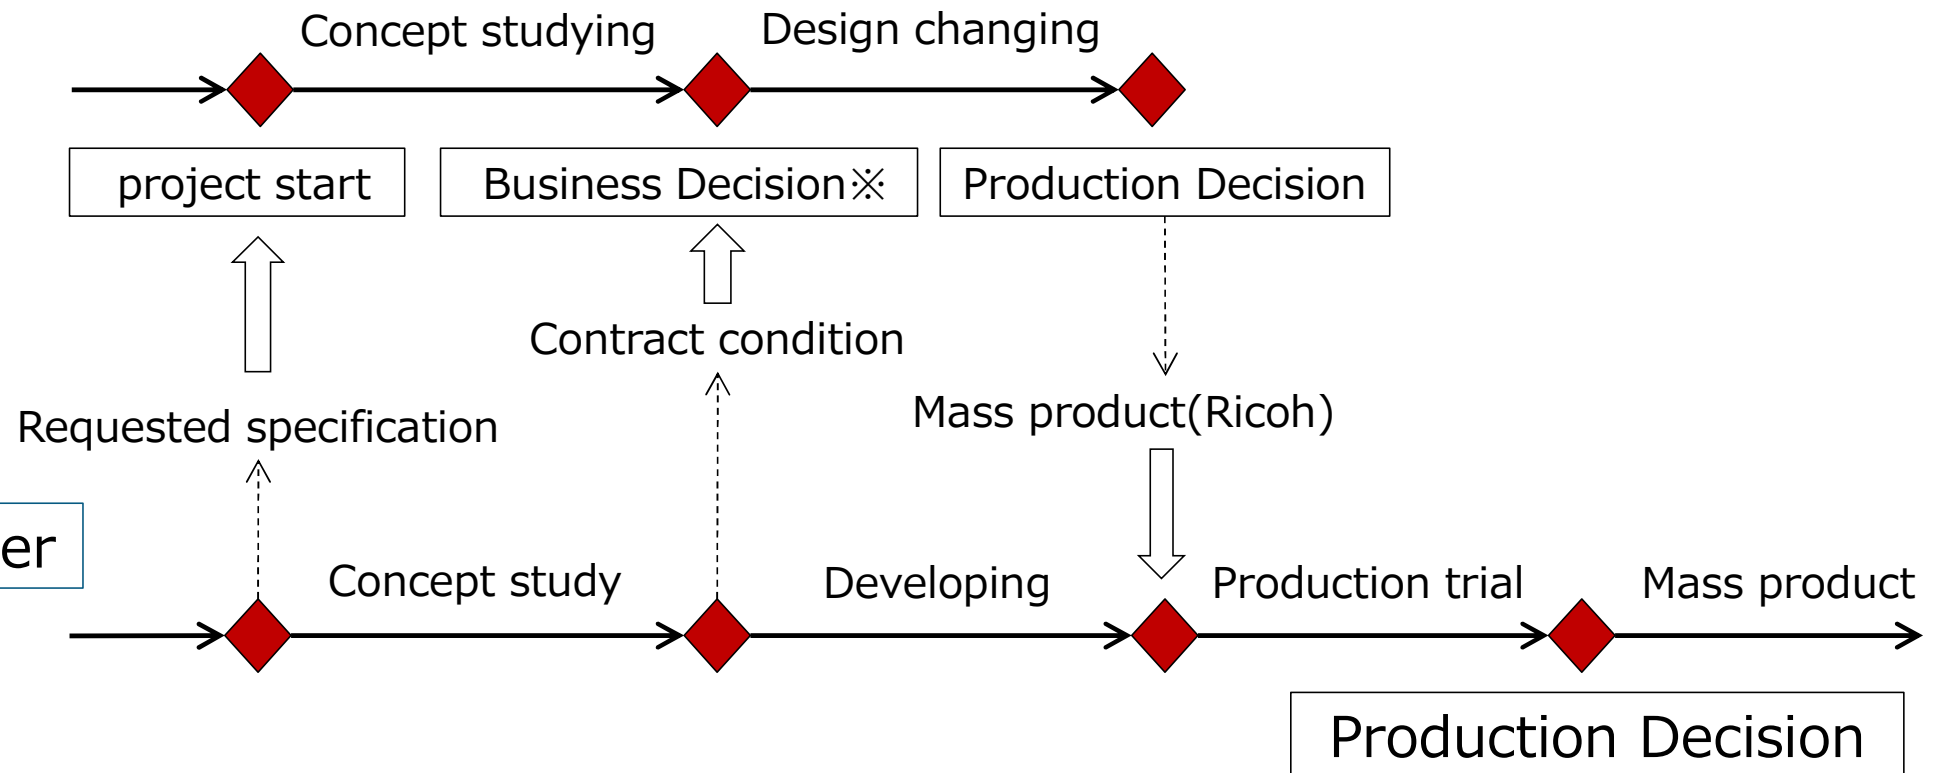 Concept studying
Design changing
project start
Business Decision※
Production Decision
Contract condition
Mass product(Ricoh)
Requested specification
er
Concept study
Developing
Production trial
Mass product
Production Decision